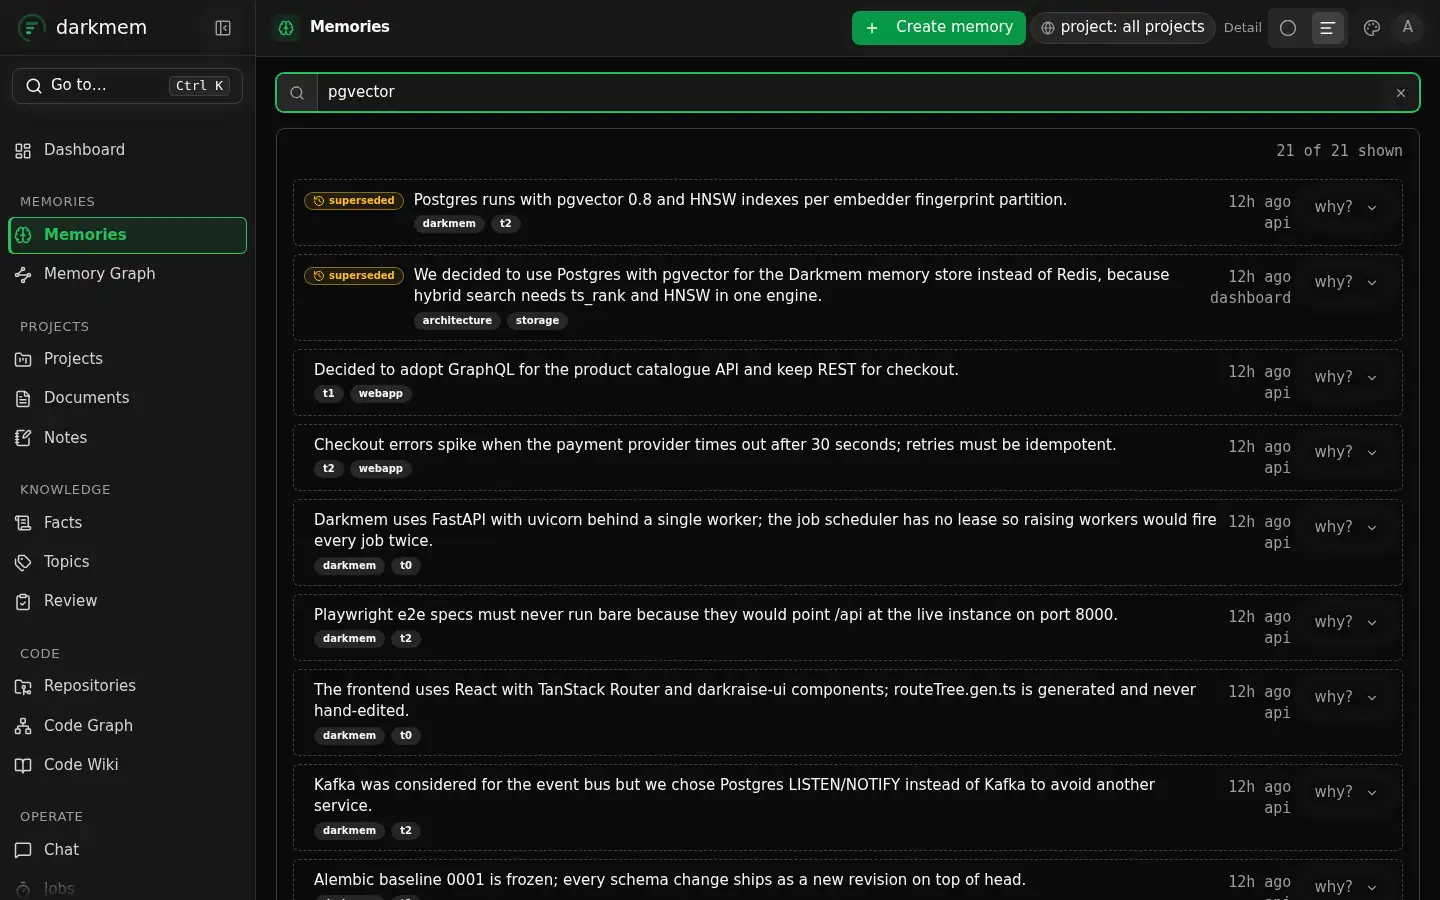 darkmem
Memories
Create memory
project: all projects
Detail
A
Go to...
Ctrl K
pgvector
Dashboard
MEMORIES
Memories
Memory Graph
PROJECTS
Projects
Documents
Notes
KNOWLEDGE
Facts
Topics
Review
CODE
Repositories
Code Graph
Code Wiki
OPERATE
Chat
Jobs
21 of 21 shown
superseded
Postgres runs with pgvector 0.8 and HNSW indexes per embedder fingerprint partition.
darkmem t2
12h ago
api
why?
superseded
We decided to use Postgres with pgvector for the Darkmem memory store instead of Redis, because
hybrid search needs ts_rank and HNSW in one engine.
architecture storage
12h ago
dashboard
why?
Decided to adopt GraphQL for the product catalogue API and keep REST for checkout.
t1 webapp
12h ago
api
why?
Checkout errors spike when the payment provider times out after 30 seconds; retries must be idempotent.
t2 webapp
12h ago
api
why?
Darkmem uses FastAPI with uvicorn behind a single worker; the job scheduler has no lease so raising workers would fire
every job twice.
darkmem t0
12h ago
api
why?
Playwright e2e specs must never run bare because they would point /api at the live instance on port 8000.
darkmem t2
12h ago
api
why?
The frontend uses React with TanStack Router and darkraise-ui components; routeTree.gen.ts is generated and never
hand-edited.
darkmem t0
12h ago
api
why?
Kafka was considered for the event bus but we chose Postgres LISTEN/NOTIFY instead of Kafka to avoid another
service.
darkmem t2
12h ago
api
why?
Alembic baseline 0001 is frozen; every schema change ships as a new revision on top of head.
12h ago
why?